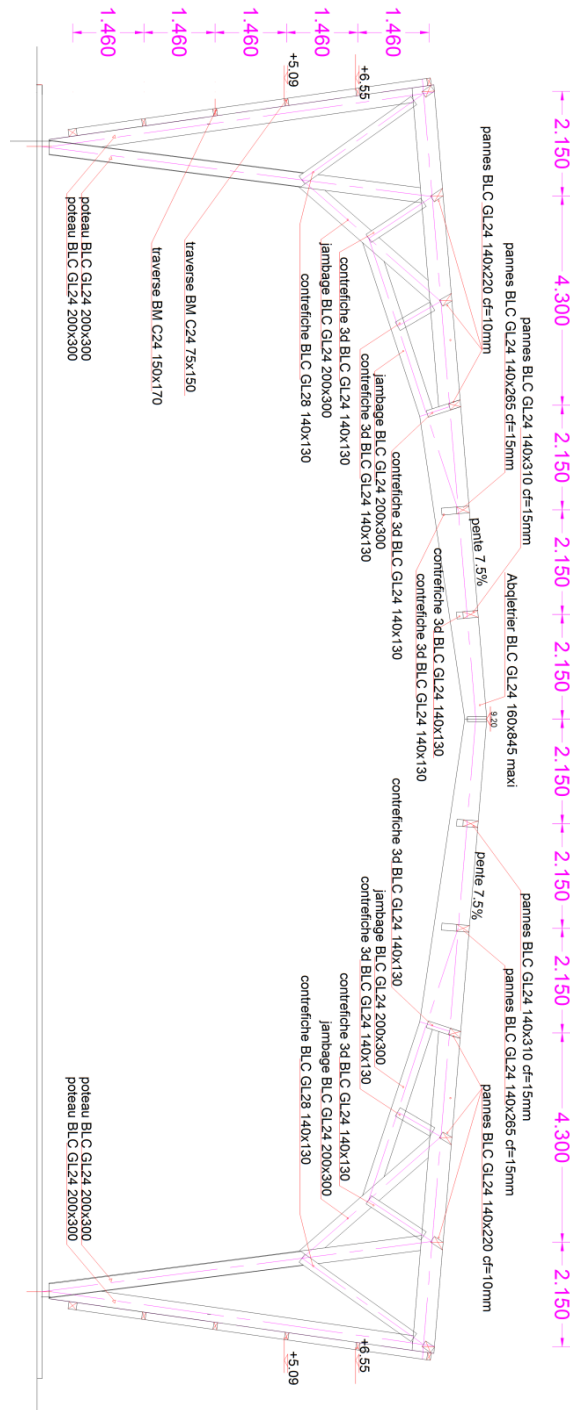 2.150
4.300
2.150
2.150
2.150
2.150
2.150
2.150
4.300
2.150
pannes BLC GL24 140x310 cf=15mm
pannes BLC GL24 140x265 cf=15mm
pannes BLC GL24 140x220 cf=10mm
Abqletrier BLC GL24 160x845 maxi
pente 7.5%
9.20
pente 7.5%
pannes BLC GL24 140x310 cf=15mm
pannes BLC GL24 140x265 cf=15mm
pannes BLC GL24 140x220 cf=10mm
contrefiche 3d BLC GL24 140x130
contrefiche 3d BLC GL24 140x130
contrefiche 3d BLC GL24 140x130
jambage BLC GL24 200x300
contrefiche 3d BLC GL24 140x130
contrefiche 3d BLC GL24 140x130
jambage BLC GL24 200x300
contrefiche BLC GL28 140x130
contrefiche 3d BLC GL24 140x130
jambage BLC GL24 200x300
contrefiche 3d BLC GL24 140x130
contrefiche 3d BLC GL24 140x130
jambage BLC GL24 200x300
contrefiche BLC GL28 140x130
1.460
1.460
1.460
1.460
1.460
+6.55
+5.09
+6.55
+5.09
traverse BM C24 75x150
traverse BM C24 150x170
poteau BLC GL24 200x300
poteau BLC GL24 200x300
poteau BLC GL24 200x300
poteau BLC GL24 200x300